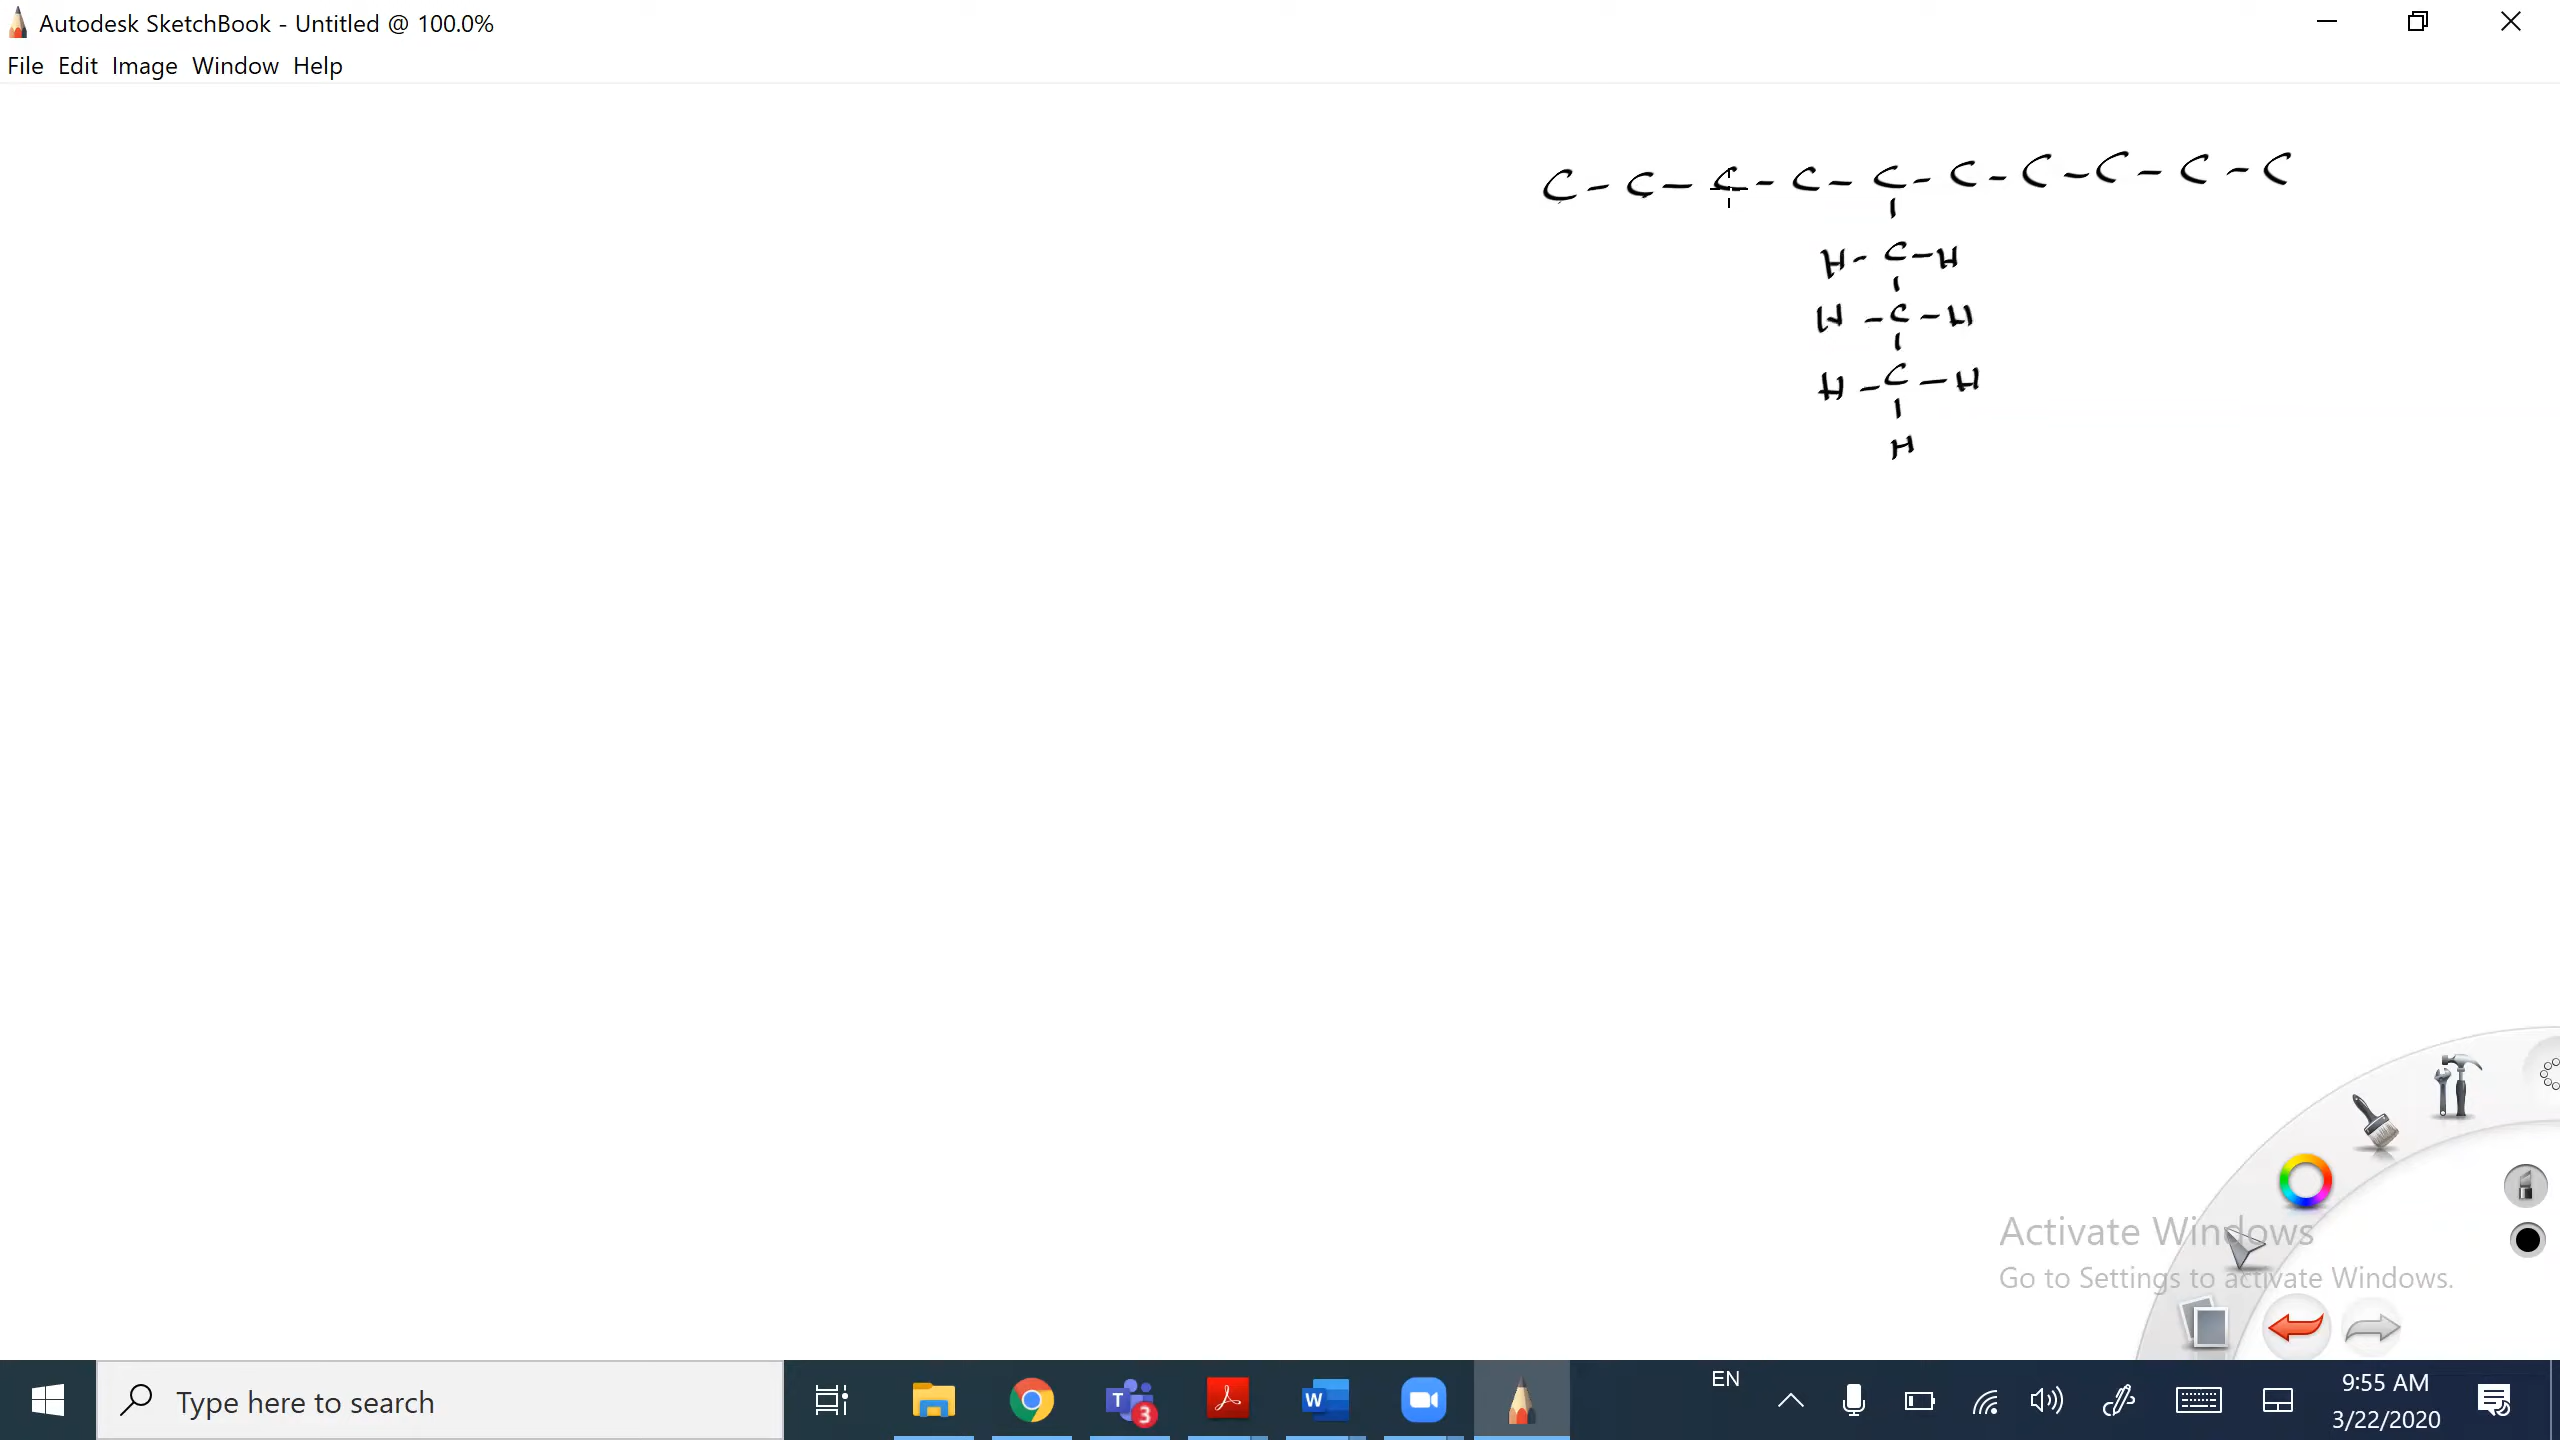 Autodesk SketchBook - Untitled @ 100.0%
File Edit Image Window Help
C - C - C - C - C - C - C - C - C - C
H - C - H
H - C - H
H - C - H
H
Activate Windows
Go to Settings to activate Windows.
Type here to search
T 3
W
EN
9:55 AM
3/22/2020